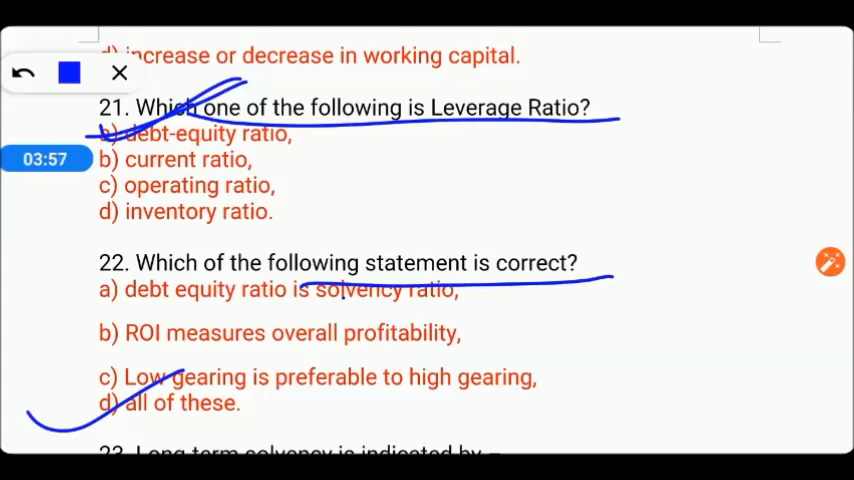 d) increase or decrease in working capital.
21. Which one of the following is Leverage Ratio?
a) debt-equity ratio,
03:57
b) current ratio,
c) operating ratio,
d) inventory ratio.
22. Which of the following statement is correct?
a) debt equity ratio is solvency ratio,
b) ROI measures overall profitability,
c) Low gearing is preferable to high gearing,
d) all of these.
23. Long term solvency is indicated by –